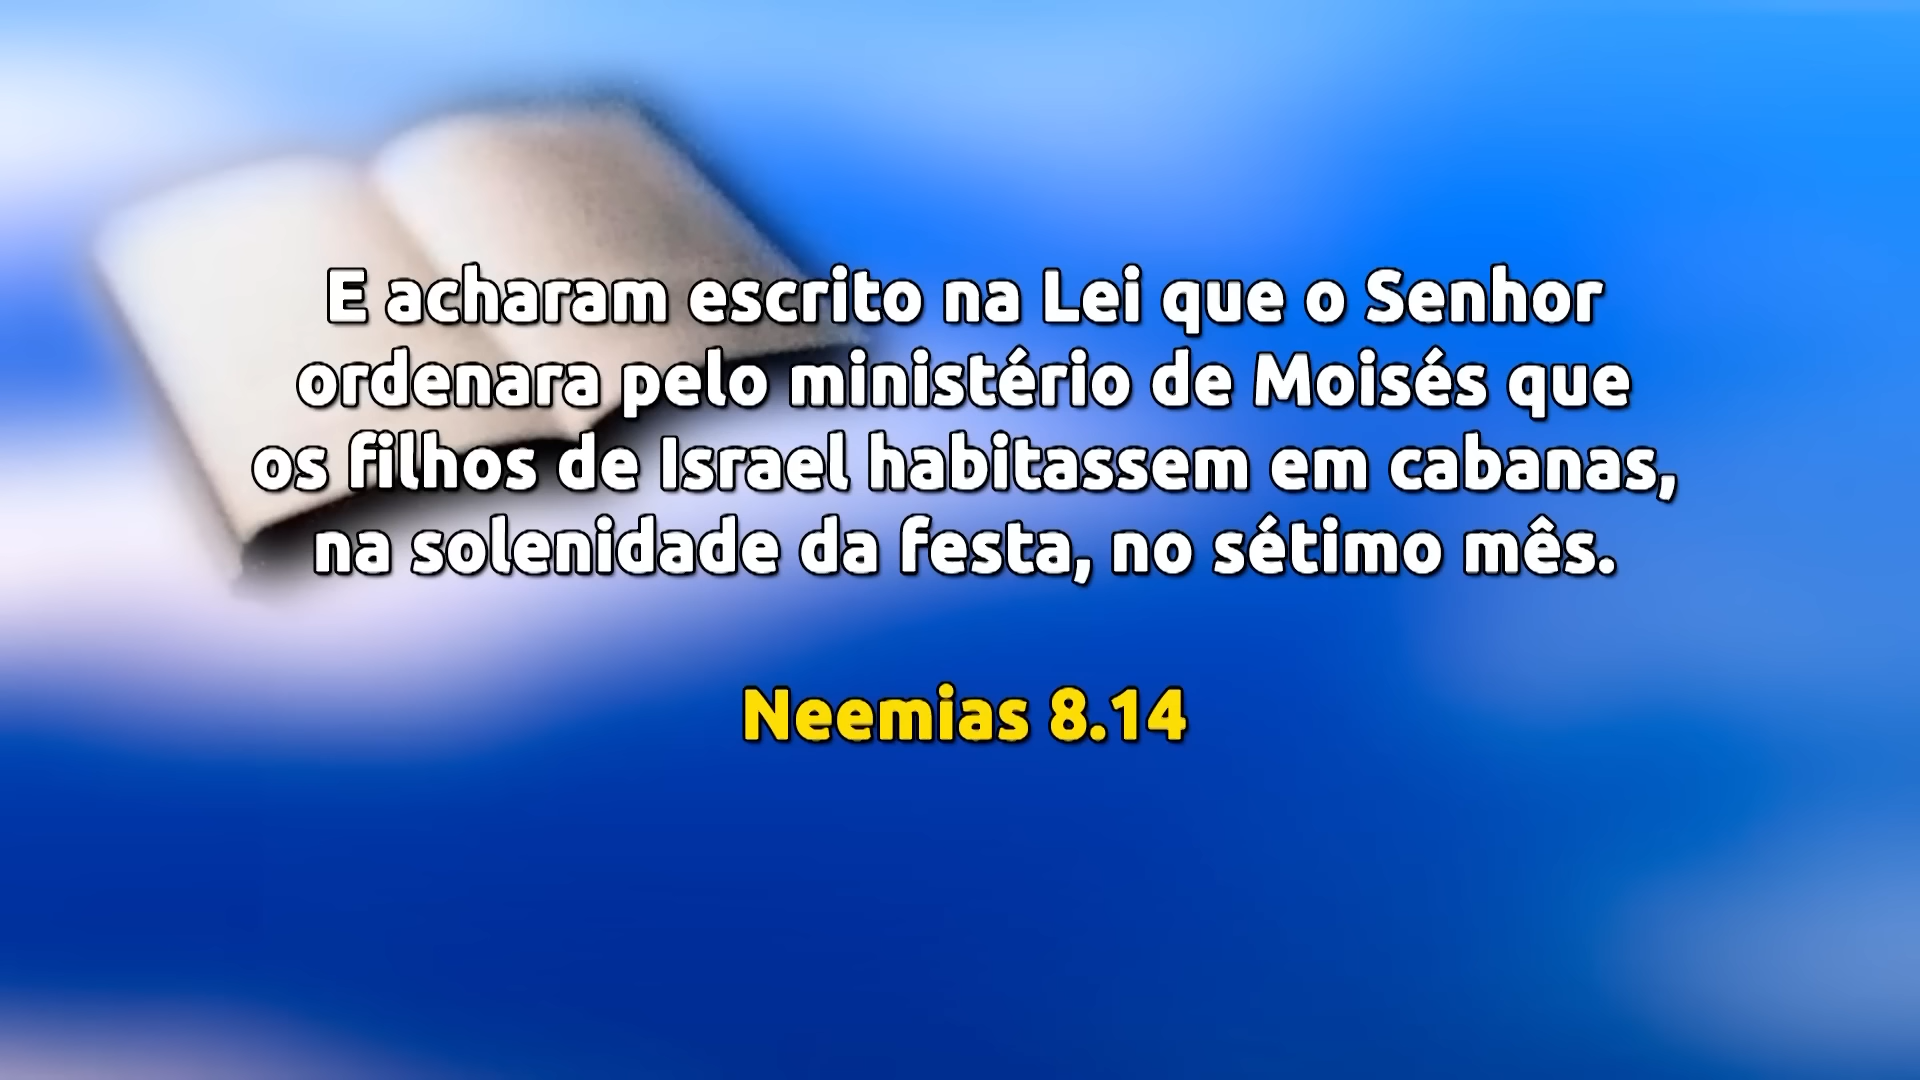 E acharam escrito na Lei que o Senhor
ordenara pelo ministério de Moisés que
os filhos de Israel habitassem em cabanas,
na solenidade da festa, no sétimo mês.
Neemias 8.14